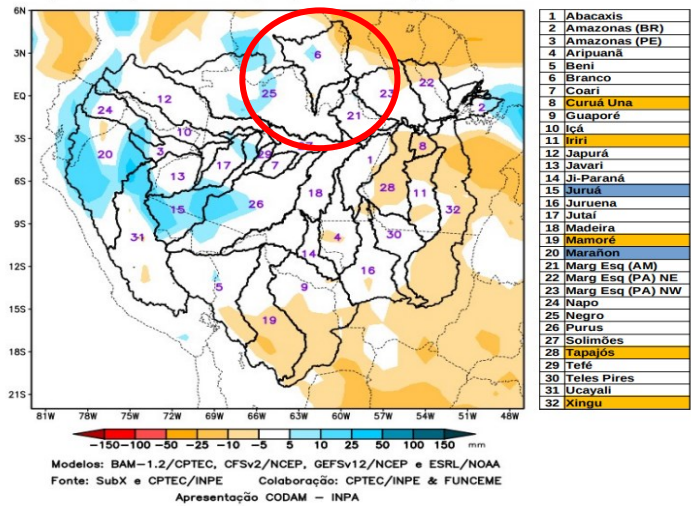 6N
3N
EQ
3S
6S
9S
12S
15S
18S
21S
81W 78W 75W 72W 69W 66W 63W 60W 57W 54W 51W 48W
6
25
23
22
2
21
12
24
10
20
3
13
17
29
7
27
1
8
28
11
32
15
26
18
31
14
4
30
16
5
9
19
-150 -100 -50 -25 -10 -5 5 10 25 50 100 150 mm
Modelos: BAM-1.2/CPTEC, CFSv2/NCEP, GEFSv12/NCEP e ESRL/NOAA
Fonte: SubX e CPTEC/INPE Colaboração: CPTEC/INPE & FUNCEME
Apresentação CODAM - INPA
1 Abacaxis
2 Amazonas (BR)
3 Amazonas (PE)
4 Aripuanã
5 Beni
6 Branco
7 Coari
8 Curuá Una
9 Guaporé
10 Içá
11 Iriri
12 Japurá
13 Javari
14 Ji-Paraná
15 Juruá
16 Juruena
17 Jutaí
18 Madeira
19 Mamoré
20 Marañon
21 Marg Esq (AM)
22 Marg Esq (PA) NE
23 Marg Esq (PA) NW
24 Napo
25 Negro
26 Purus
27 Solimões
28 Tapajós
29 Tefé
30 Teles Pires
31 Ucayali
32 Xingu